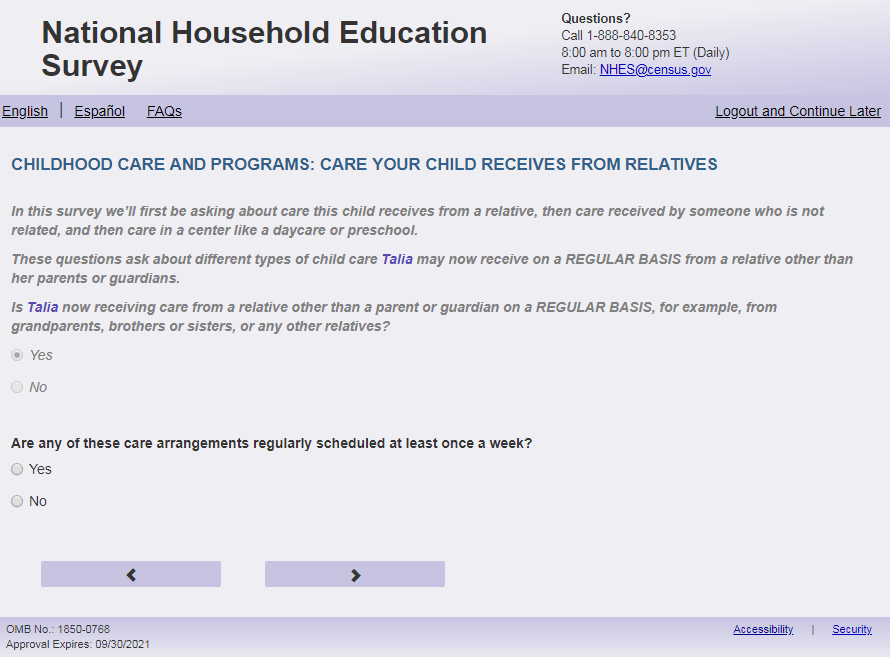 National Household Education
Survey
Questions?
Call 1-888-840-8353
8:00 am to 8:00 pm ET (Daily)
Email: NHES@census.gov
English | Español FAQs Logout and Continue Later
CHILDHOOD CARE AND PROGRAMS: CARE YOUR CHILD RECEIVES FROM RELATIVES
In this survey we'll first be asking about care this child receives from a relative, then care received by someone who is not
related, and then care in a center like a daycare or preschool.
These questions ask about different types of child care Talia may now receive on a REGULAR BASIS from a relative other than
her parents or guardians.
Is Talia now receiving care from a relative other than a parent or guardian on a REGULAR BASIS, for example, from
grandparents, brothers or sisters, or any other relatives?
Yes
No
Are any of these care arrangements regularly scheduled at least once a week?
Yes
No
OMB No.: 1850-0768
Approval Expires: 09/30/2021
Accessibility | Security